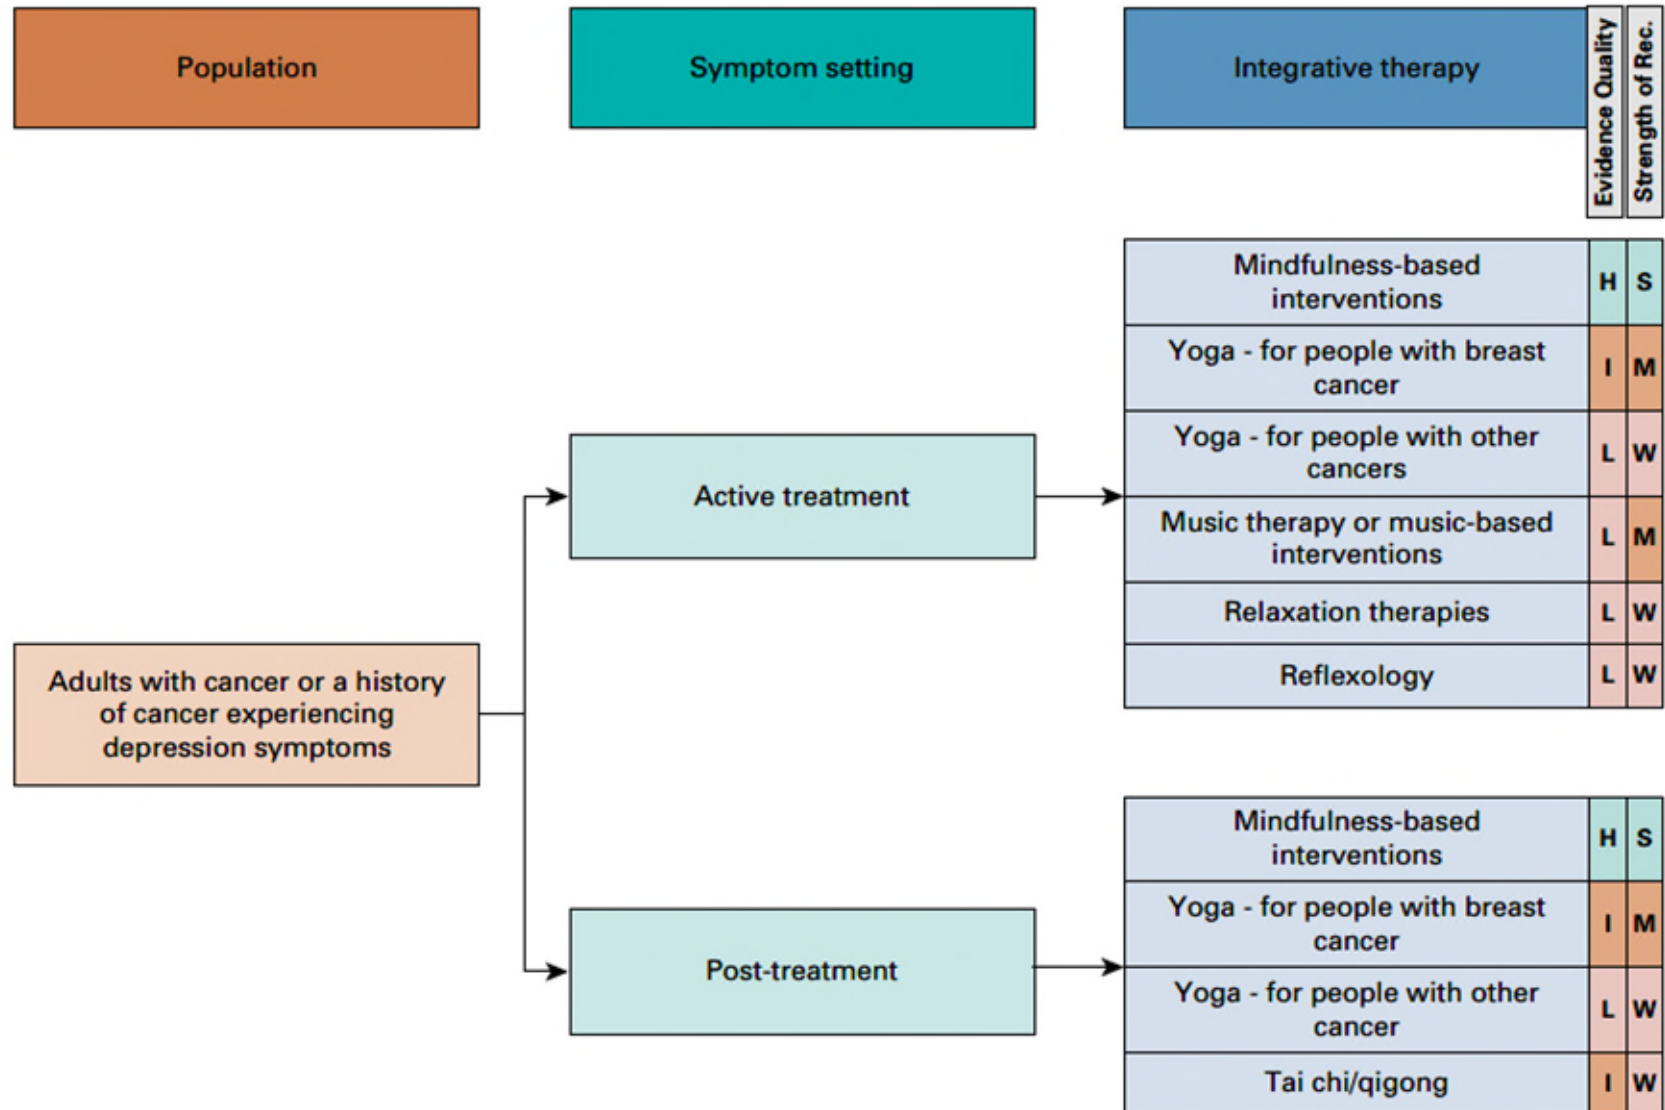 Population
Symptom setting
Integrative therapy
Evidence Quality
Strength of Rec.
Mindfulness-based
interventions
H S
Yoga - for people with breast
cancer
I M
Yoga - for people with other
cancers
L W
Music therapy or music-based
interventions
L M
Relaxation therapies
L W
Reflexology
L W
Active treatment
Adults with cancer or a history
of cancer experiencing
depression symptoms
Post-treatment
Mindfulness-based
interventions
H S
Yoga - for people with breast
cancer
I M
Yoga - for people with other
cancer
L W
Tai chi/qigong
I W